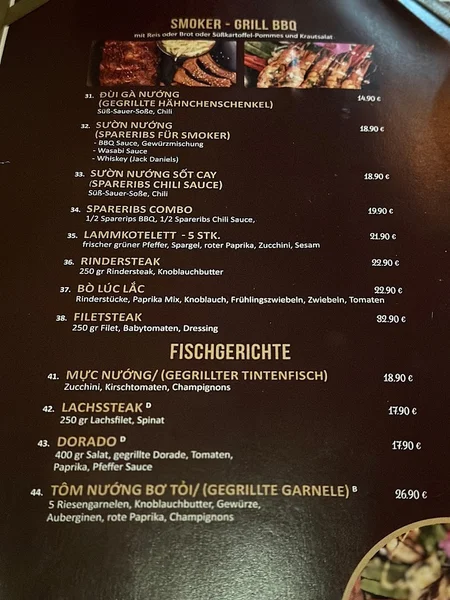 SMOKER - GRILL BBQ
mit Reis oder Brot oder Süßkartoffel-Pommes und Krautsalat
31. ĐÙI GÀ NƯỚNG 14.90 €
(GEGRILLTE HÄHNCHENSCHENKEL)
Süß-Sauer-Soße, Chili
32. SƯỜN NƯỚNG 18.90 €
(SPARERIBS FÜR SMOKER)
- BBQ Sauce, Gewürzmischung
- Wasabi Sauce
- Whiskey (Jack Daniels)
33. SƯỜN NƯỚNG SỐT CAY 18.90 €
(SPARERIBS CHILI SAUCE)
Süß-Sauer-Soße, Chili
34. SPARERIBS COMBO 19.90 €
1/2 Sparerips BBQ, 1/2 Spareribs Chili Sauce,
35. LAMMKOTELETT - 5 STK. 21.90 €
frischer grüner Pfeffer, Spargel, roter Paprika, Zucchini, Sesam
36. RINDERSTEAK 22.90 €
250 gr Rindersteak, Knoblauchbutter
37. BÒ LÚC LẮC 22.90 €
Rinderstücke, Paprika Mix, Knoblauch, Frühlingszwiebeln, Zwiebeln, Tomaten
38. FILETSTEAK 32.90 €
250 gr Filet, Babytomaten, Dressing
FISCHGERICHTE
41. MỰC NƯỚNG/ (GEGRILLTER TINTENFISCH) 18.90 €
Zucchini, Kirschtomaten, Champignons
42. LACHSSTEAK D 17.90 €
250 gr Lachsfilet, Spinat
43. DORADO D 17.90 €
400 gr Salat, gegrillte Dorade, Tomaten,
Paprika, Pfeffer Sauce
44. TÔM NƯỚNG BƠ TỎI/ (GEGRILLTE GARNELE) B 26.90 €
5 Riesengarnelen, Knoblauchbutter, Gewürze,
Auberginen, rote Paprika, Champignons